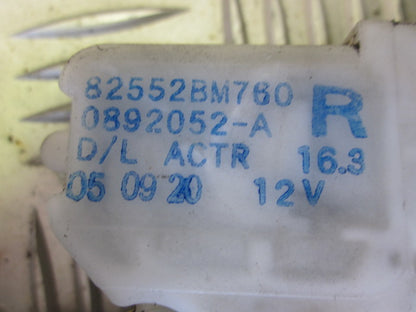 82552BM760
0892052-A R
D/L ACTR 16.3
05 09 20 12V